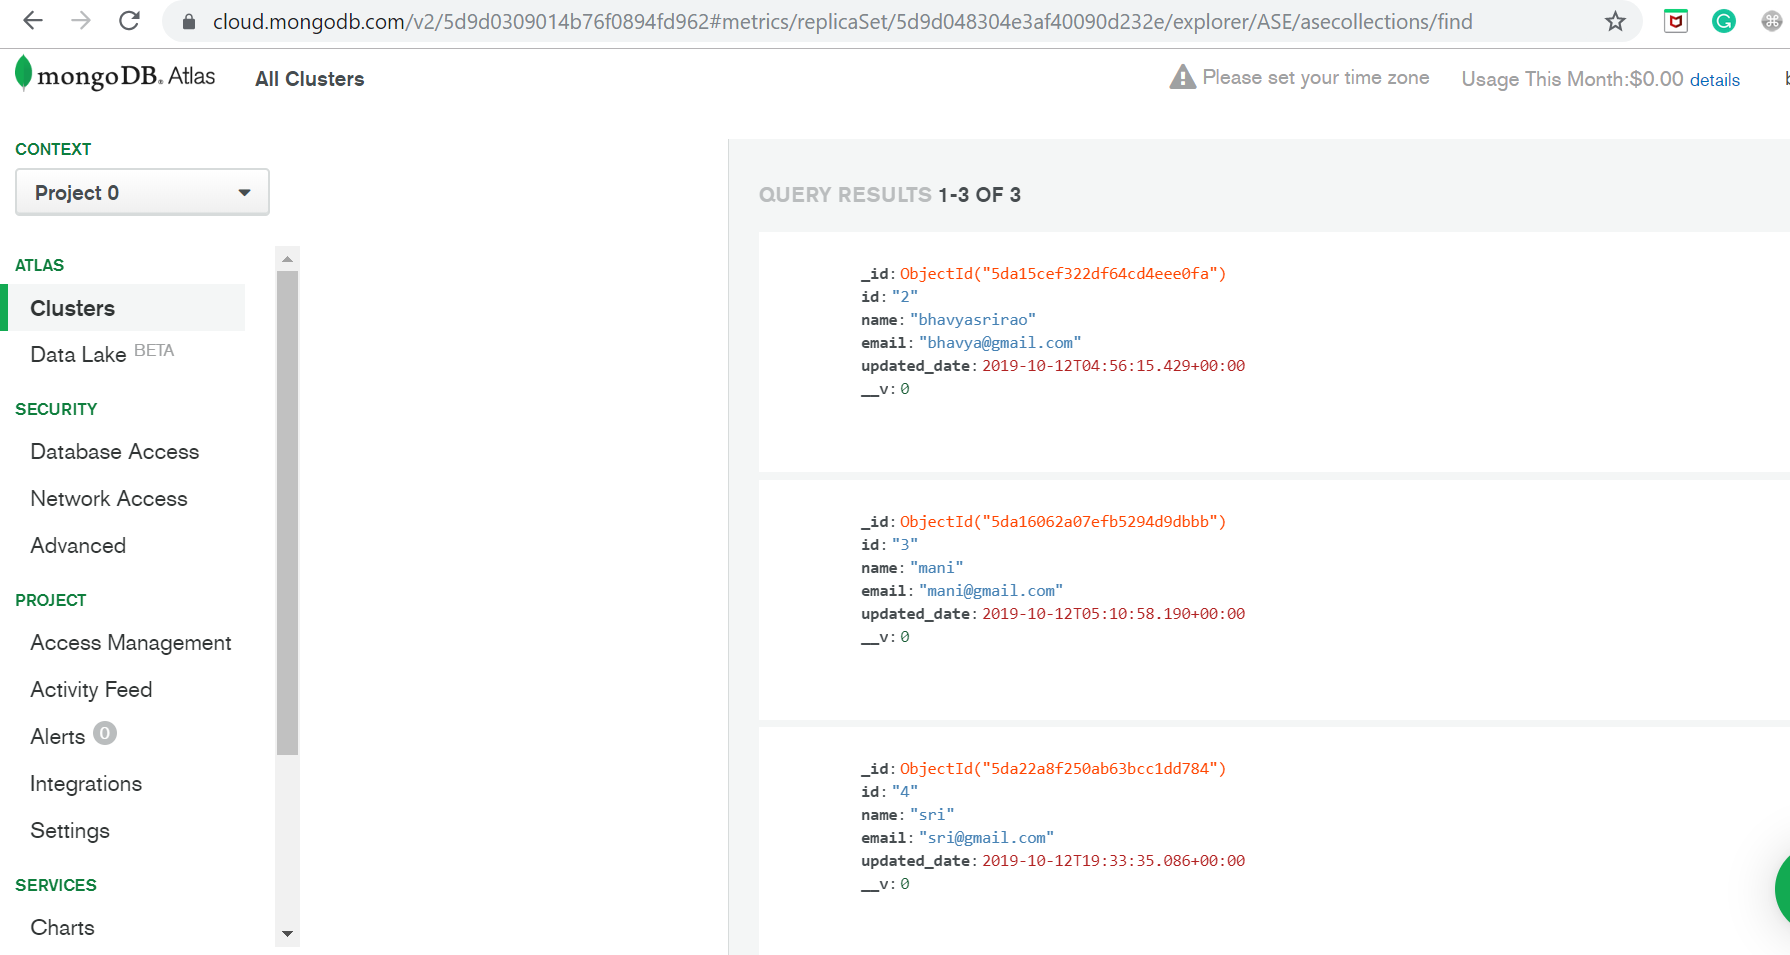 cloud.mongodb.com/v2/5d9d0309014b76f0894fd962#metrics/replicaSet/5d9d048304e3af40090d232e/explorer/ASE/asecollections/find
mongoDB. Atlas
All Clusters
Please set your time zone
Usage This Month:$0.00 details
CONTEXT
Project 0
ATLAS
Clusters
Data Lake BETA
SECURITY
Database Access
Network Access
Advanced
PROJECT
Access Management
Activity Feed
Alerts 0
Integrations
Settings
SERVICES
Charts
QUERY RESULTS 1-3 OF 3
_id: ObjectId("5da15cef322df64cd4eee0fa")
id: "2"
name: "bhavyasrirao"
email: "bhavya@gmail.com"
updated_date: 2019-10-12T04:56:15.429+00:00
__v: 0
_id: ObjectId("5da16062a07efb5294d9dbbb")
id: "3"
name: "mani"
email: "mani@gmail.com"
updated_date: 2019-10-12T05:10:58.190+00:00
__v: 0
_id: ObjectId("5da22a8f250ab63bcc1dd784")
id: "4"
name: "sri"
email: "sri@gmail.com"
updated_date: 2019-10-12T19:33:35.086+00:00
__v: 0